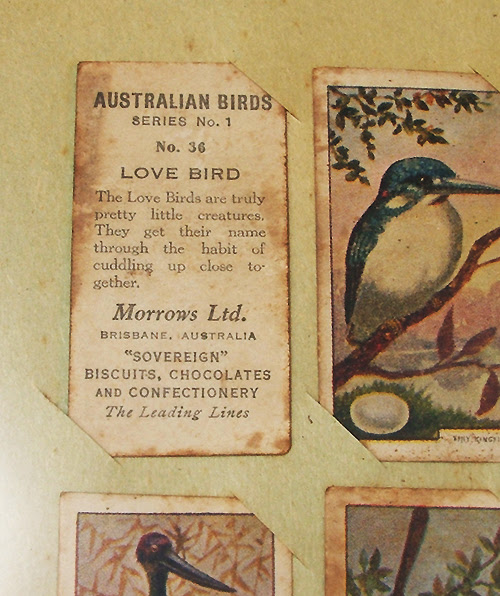 AUSTRALIAN BIRDS
SERIES No. 1
No. 36
LOVE BIRD
The Love Birds are truly
pretty little creatures.
They get their name
through the habit of
cuddling up close to-
gether.
Morrows Ltd.
BRISBANE, AUSTRALIA
"SOVEREIGN"
BISCUITS, CHOCOLATES
AND CONFECTIONERY
The Leading Lines